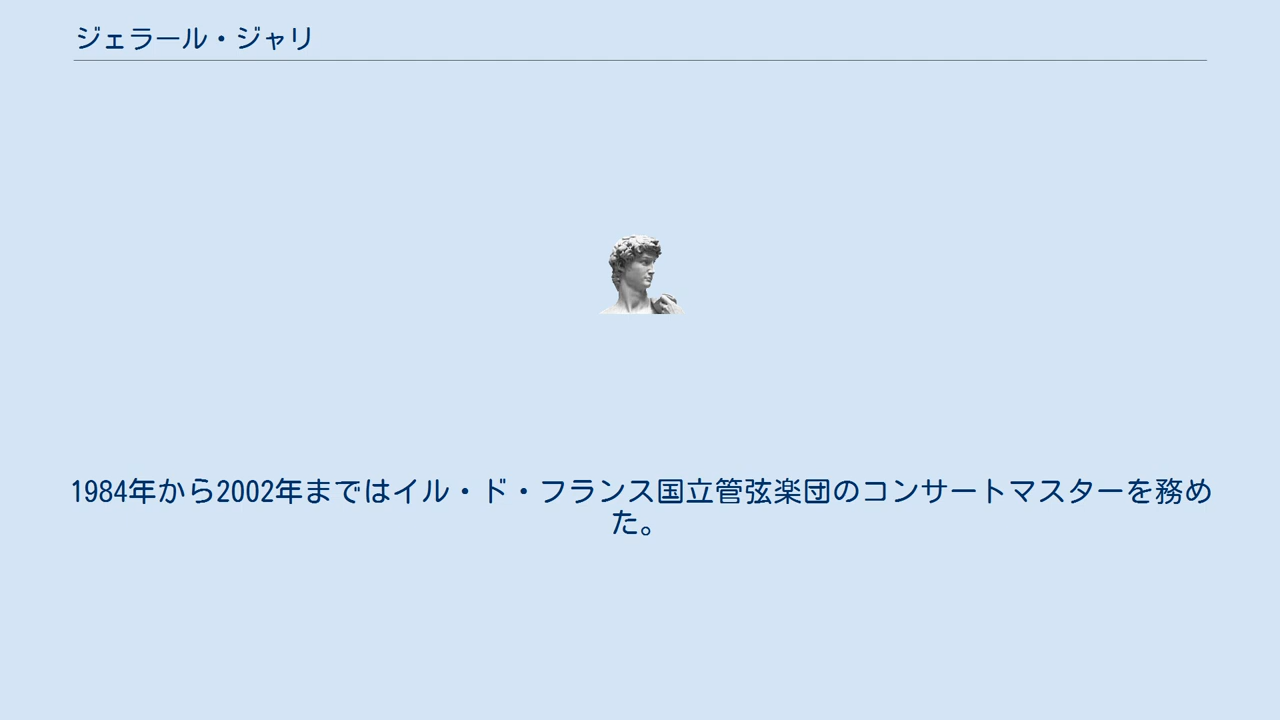 ジェラール・ジャリ
1984年から2002年まではイル・ド・フランス国立管弦楽団のコンサートマスターを務め
た。